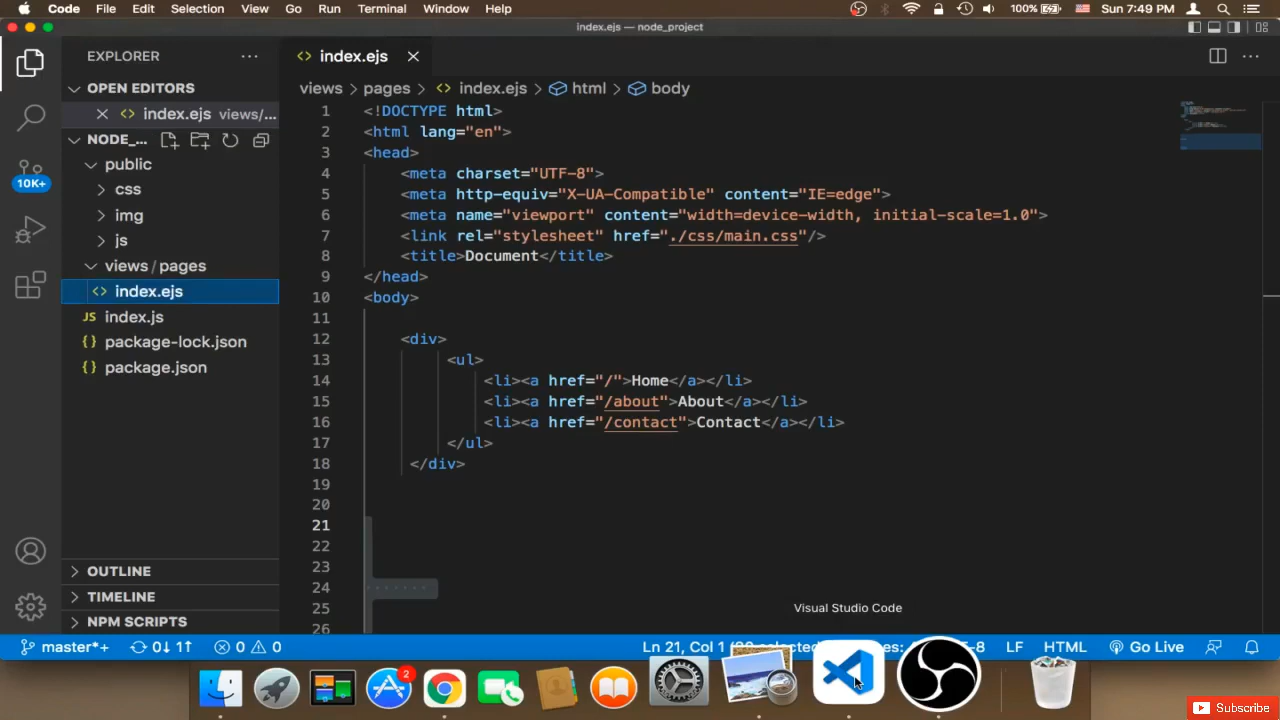 Code File Edit Selection View Go Run Terminal Window Help 100% Sun 7:49 PM
index.ejs — node_project
EXPLORER
index.ejs
OPEN EDITORS
views > pages > index.ejs > html > body
index.ejs views/...
NODE_...
public
css
img
js
views / pages
index.ejs
JS index.js
{} package-lock.json
{} package.json
10K+
OUTLINE
TIMELINE
NPM SCRIPTS
1 <!DOCTYPE html>
2 <html lang="en">
3 <head>
4 <meta charset="UTF-8">
5 <meta http-equiv="X-UA-Compatible" content="IE=edge">
6 <meta name="viewport" content="width=device-width, initial-scale=1.0">
7 <link rel="stylesheet" href="./css/main.css"/>
8 <title>Document</title>
9 </head>
10 <body>
11
12 <div>
13 <ul>
14 <li><a href="/">Home</a></li>
15 <li><a href="/about">About</a></li>
16 <li><a href="/contact">Contact</a></li>
17 </ul>
18 </div>
19
20
21
22
23
24
25
26
Visual Studio Code
master*+ 0↓ 1↑ 0 0 Ln 21, Col 1 LF HTML Go Live
2
Subscribe